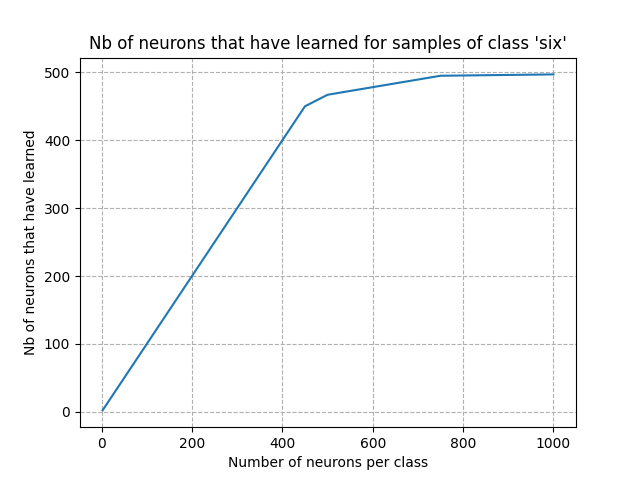 Nb of neurons that have learned for samples of class 'six'
Nb of neurons that have learned
500
400
300
200
100
0
0 200 400 600 800 1000
Number of neurons per class